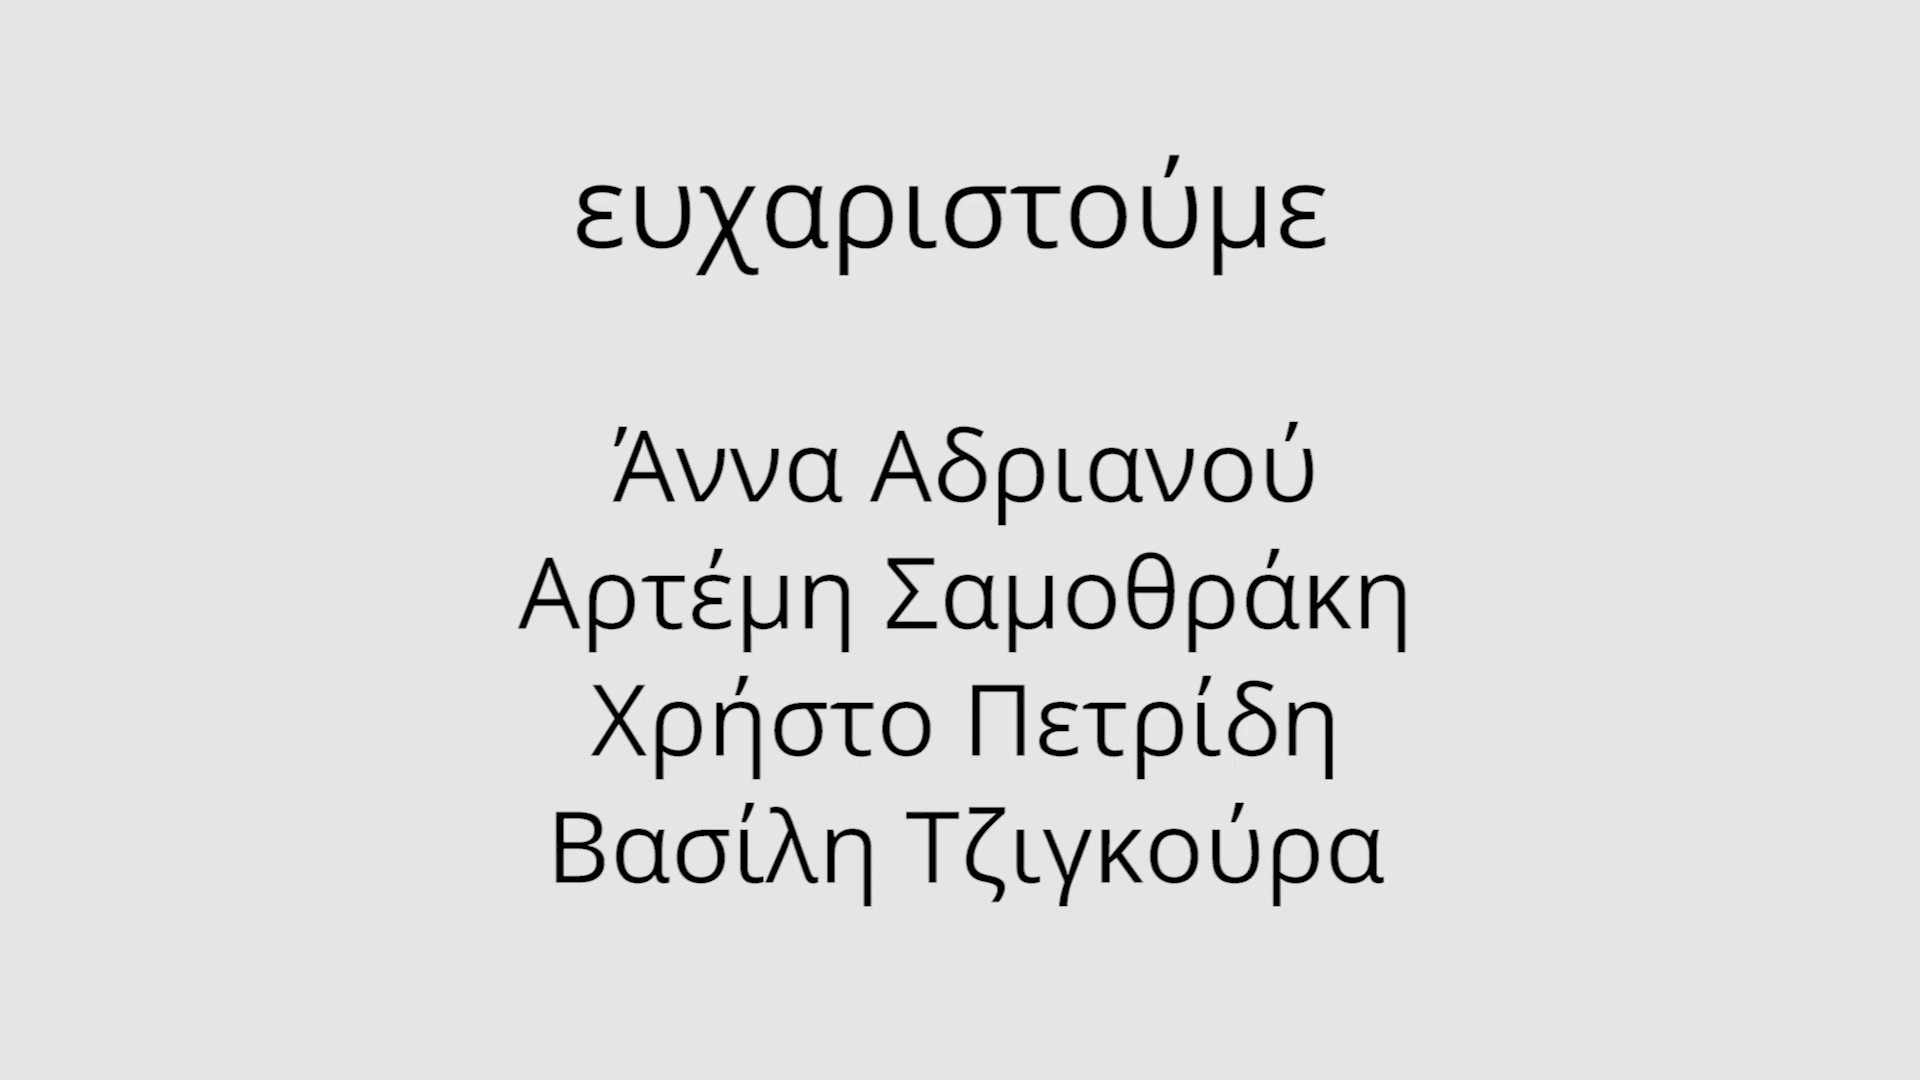 ευχαριστούμε
Άννα Αδριανού
Αρτέμη Σαμοθράκη
Χρήστο Πετρίδη
Βασίλη Τζιγκούρα